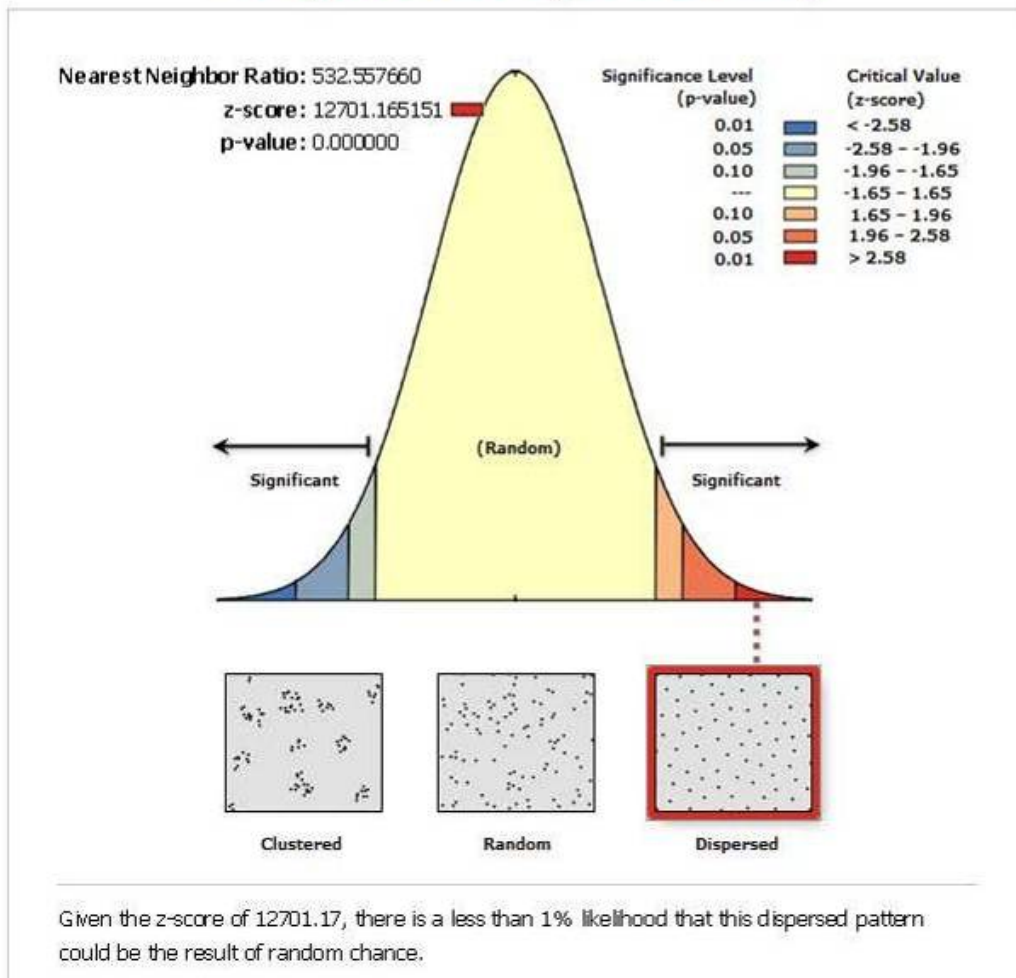 Nearest Neighbor Ratio: 532.557660
z-score: 12701.165151
p-value: 0.000000
Significance Level Critical Value
(p-value) (z-score)
0.01 < -2.58
0.05 -2.58 – -1.96
0.10 -1.96 – -1.65
--- -1.65 – 1.65
0.10 1.65 – 1.96
0.05 1.96 – 2.58
0.01 > 2.58
(Random)
Significant Significant
Clustered Random Dispersed
Given the z-score of 12701.17, there is a less than 1% likelihood that this dispersed pattern
could be the result of random chance.